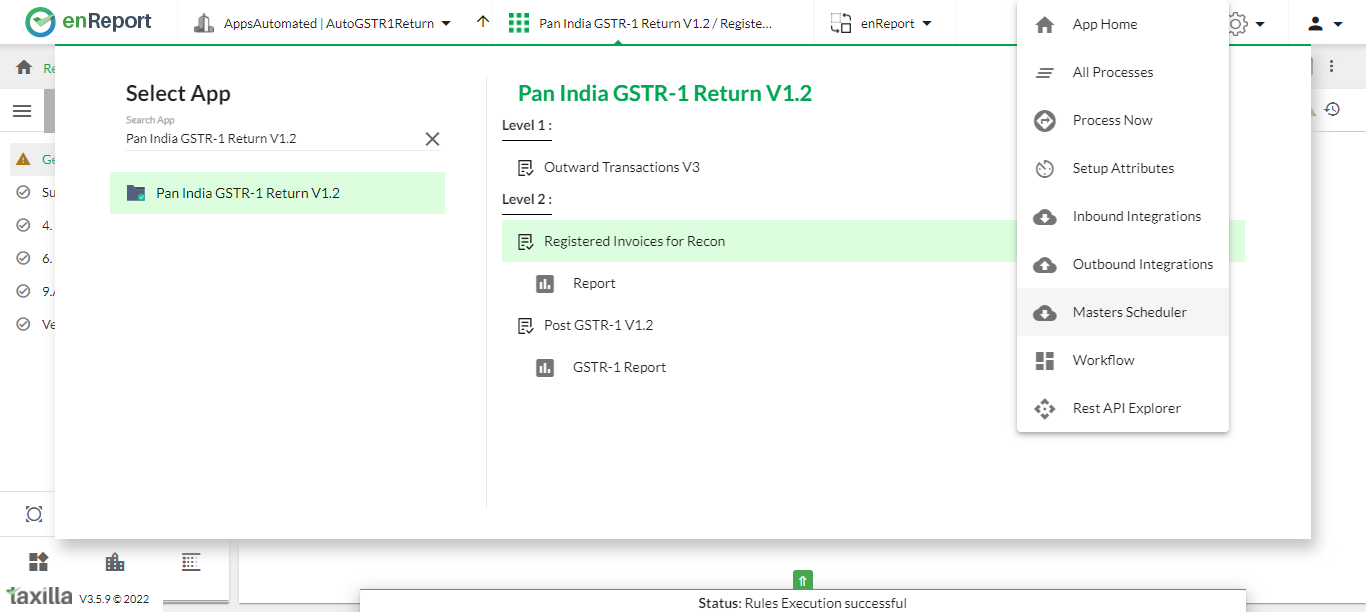 enReport
AppsAutomated | AutoGSTR1Return
Pan India GSTR-1 Return V1.2 / Registe...
enReport
App Home
All Processes
Process Now
Setup Attributes
Inbound Integrations
Outbound Integrations
Masters Scheduler
Workflow
Rest API Explorer
Re
Ge
Su
4.
6.
9.
Ve
Select App
Search App
Pan India GSTR-1 Return V1.2
Pan India GSTR-1 Return V1.2
Pan India GSTR-1 Return V1.2
Level 1 :
Outward Transactions V3
Level 2 :
Registered Invoices for Recon
Report
Post GSTR-1 V1.2
GSTR-1 Report
taxilla V3.5.9 © 2022
Status: Rules Execution successful